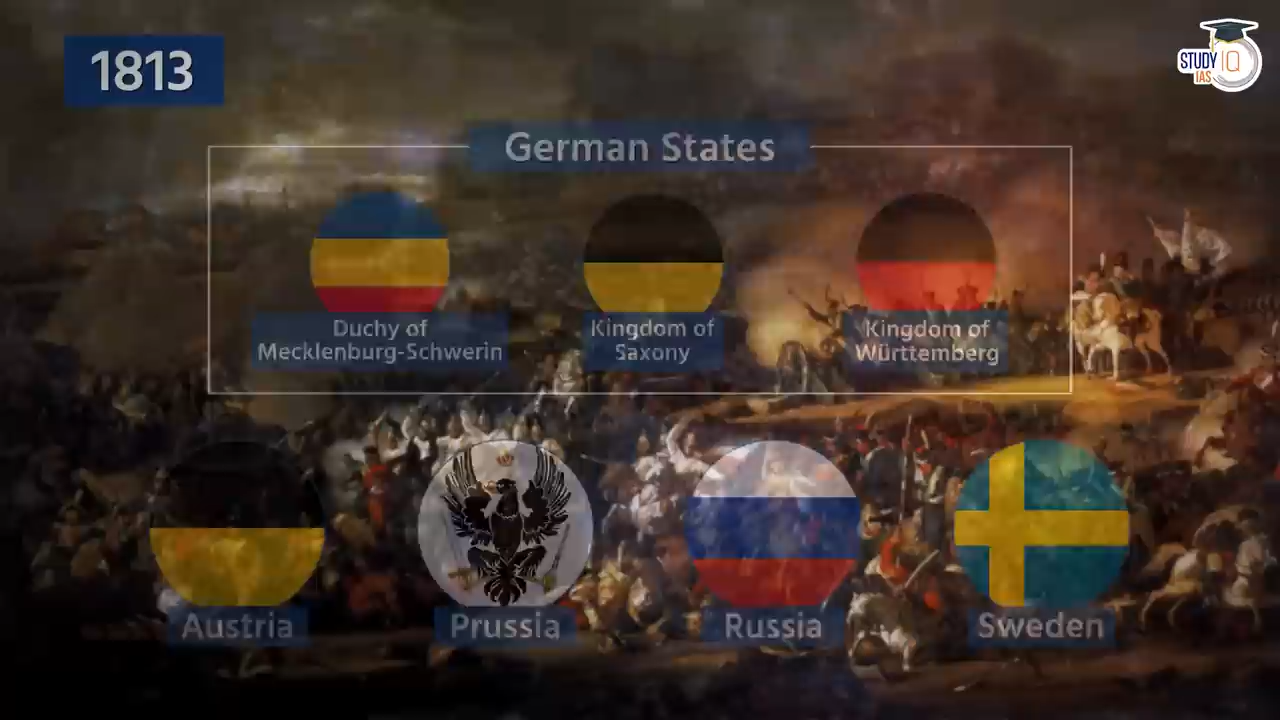 1813
STUDY IQ
IAS
German States
Duchy of
Mecklenburg-Schwerin
Kingdom of
Saxony
Kingdom of
Württemberg
Austria
Prussia
Russia
Sweden